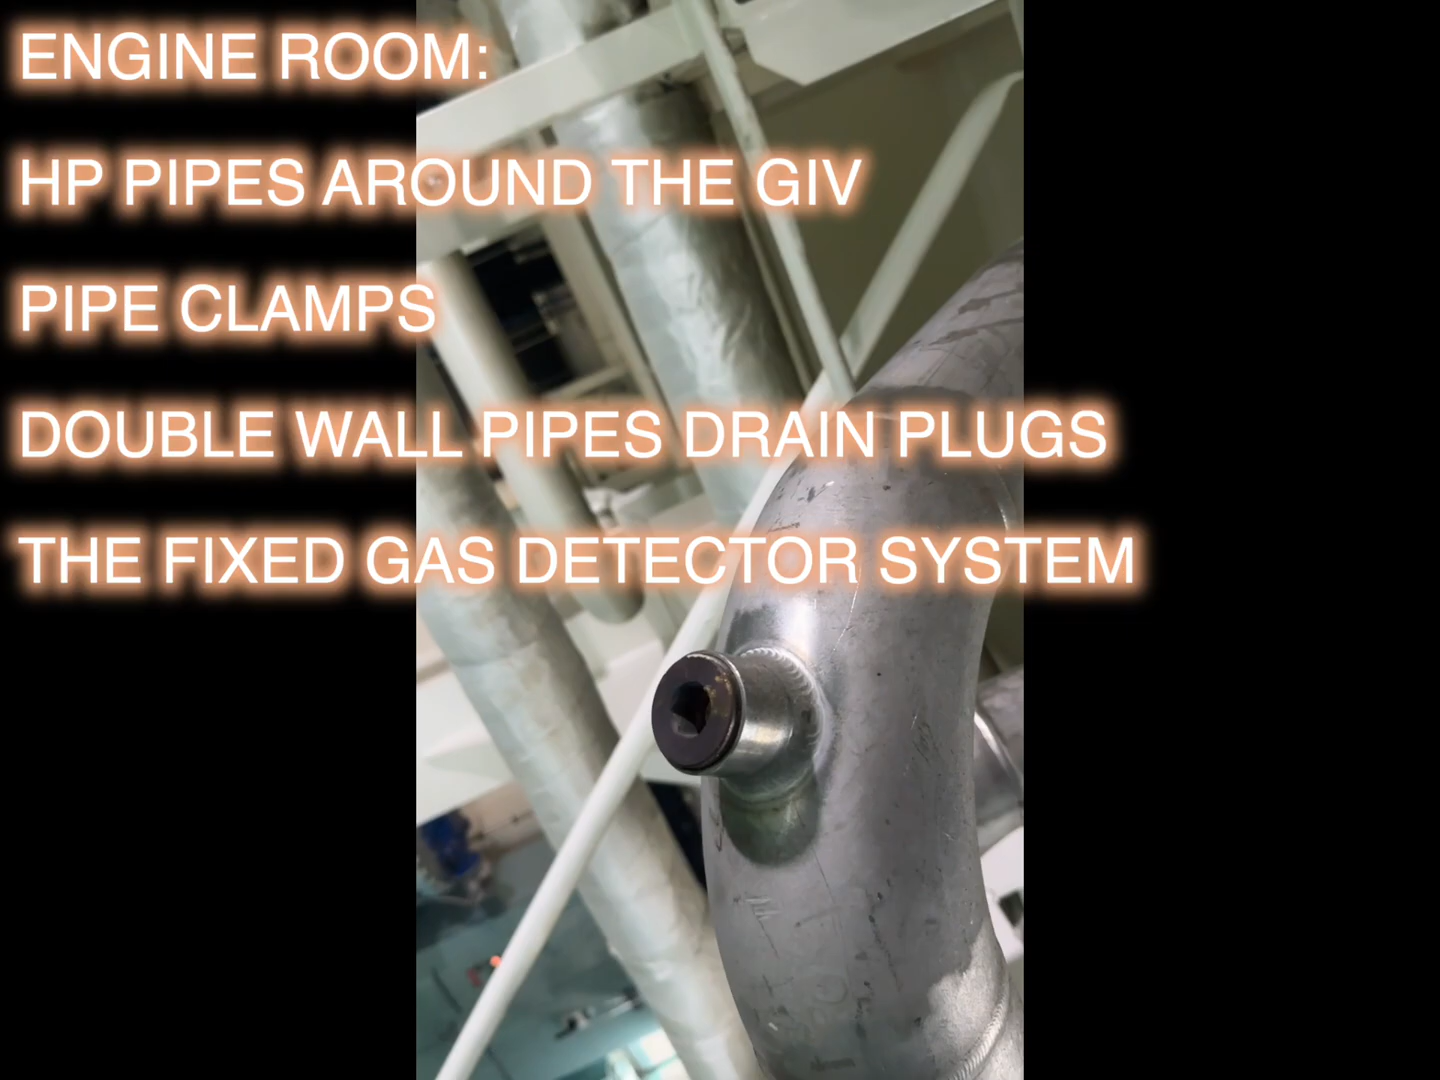 ENGINE ROOM:
HP PIPES AROUND THE GIV
PIPE CLAMPS
DOUBLE WALL PIPES DRAIN PLUGS
THE FIXED GAS DETECTOR SYSTEM